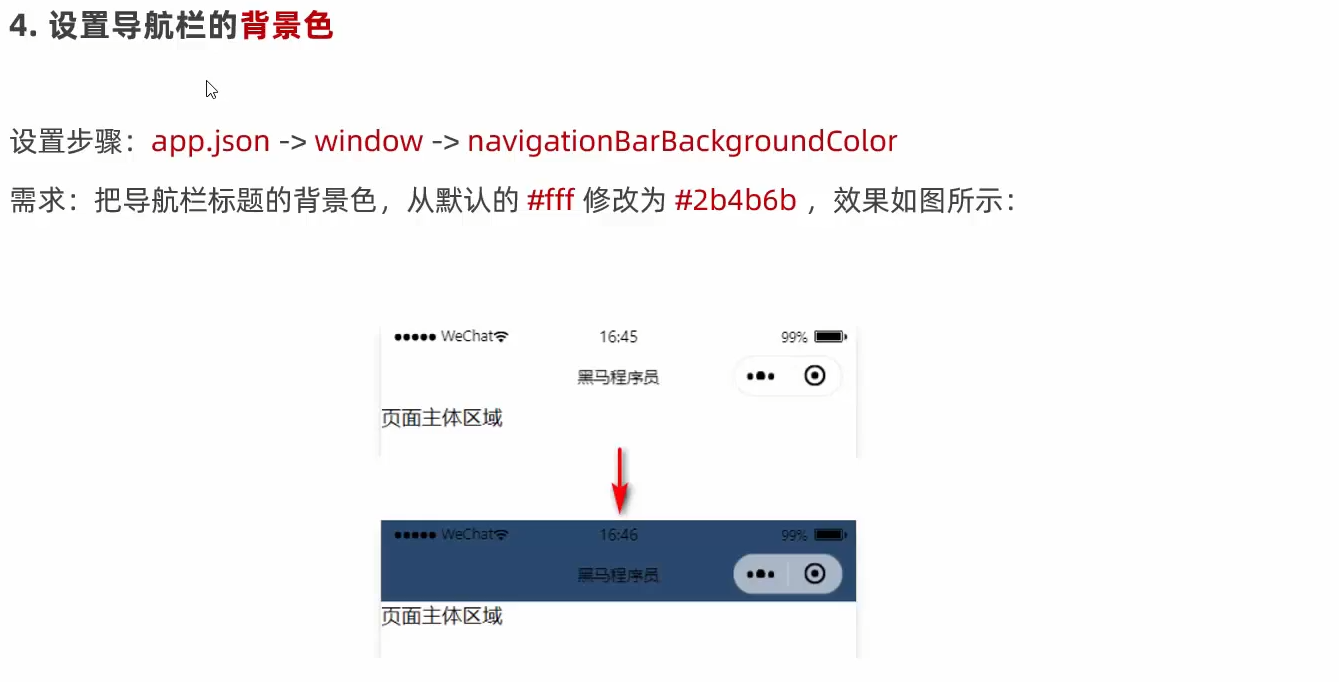 4. 设置导航栏的背景色
设置步骤：app.json -> window -> navigationBarBackgroundColor
需求：把导航栏标题的背景色，从默认的 #fff 修改为 #2b4b6b ，效果如图所示：
WeChat 16:45 99%
黑马程序员
页面主体区域
WeChat 16:46 99%
黑马程序员
页面主体区域